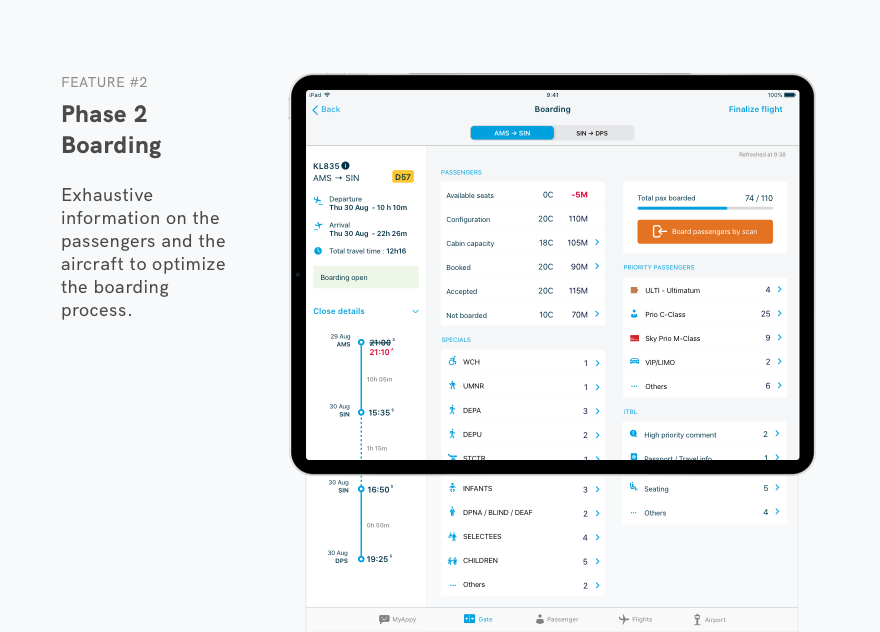 FEATURE #2
Phase 2
Boarding
Exhaustive
information on the
passengers and the
aircraft to optimize
the boarding
process.
iPad 9:41 100%
Back Boarding Finalize flight
AMS → SIN SIN → DPS
Refreshed at 9:38
KL835
AMS → SIN D57
Departure
Thu 30 Aug - 10 h 10m
Arrival
Thu 30 Aug - 22h 26m
Total travel time : 12h16
Boarding open
Close details
29 Aug
AMS
21:00 S
21:10 A
10h 05m
30 Aug
SIN
15:35 S
1h 15m
30 Aug
SIN
16:50 S
0h 50m
30 Aug
DPS
19:25 S
PASSENGERS
Available seats 0C -5M
Configuration 20C 110M
Cabin capacity 18C 105M
Booked 20C 90M
Accepted 20C 115M
Not boarded 10C 70M
SPECIALS
WCH 1
UMNR 1
DEPA 3
DEPU 2
STCTR 1
INFANTS 3
DPNA / BLIND / DEAF 2
SELECTEES 4
CHILDREN 5
Others 2
Total pax boarded 74 / 110
Board passengers by scan
PRIORITY PASSENGERS
ULTI - Ultimatum 4
Prio C-Class 25
Sky Prio M-Class 9
VIP/LIMO 2
Others 6
ITBL
High priority comment 2
Passport / Travel info 1
Seating 5
Others 4
MyAppy Gate Passenger Flights Airport